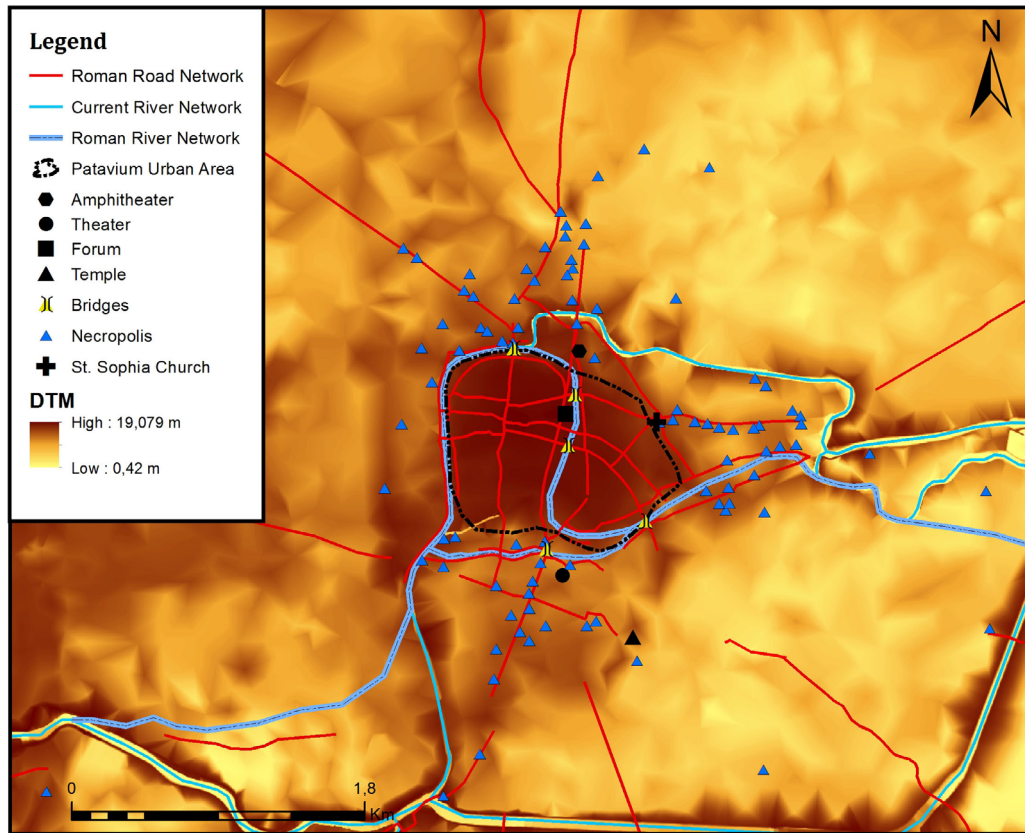 Legend
Roman Road Network
Current River Network
Roman River Network
Patavium Urban Area
Amphitheater
Theater
Forum
Temple
Bridges
Necropolis
St. Sophia Church
DTM
High : 19,079 m
Low : 0,42 m
N
0 1,8
Km